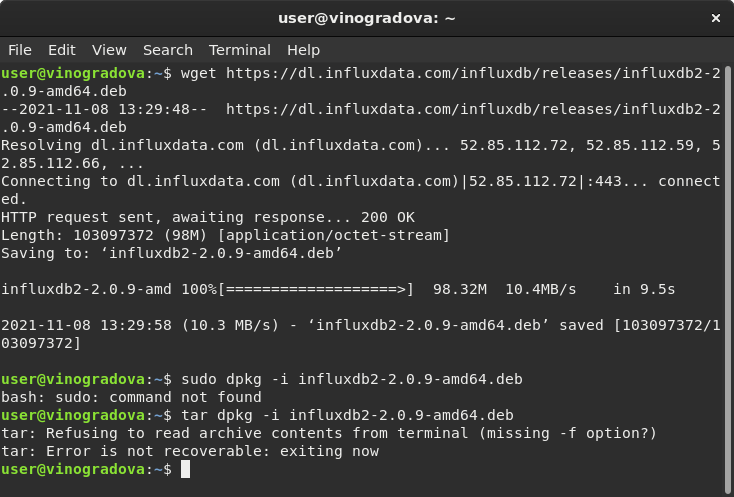 user@vinogradova: ~ ×
File Edit View Search Terminal Help
user@vinogradova:~$ wget https://dl.influxdata.com/influxdb/releases/influxdb2-2
.0.9-amd64.deb
--2021-11-08 13:29:48--  https://dl.influxdata.com/influxdb/releases/influxdb2-2
.0.9-amd64.deb
Resolving dl.influxdata.com (dl.influxdata.com)... 52.85.112.72, 52.85.112.59, 5
2.85.112.66, ...
Connecting to dl.influxdata.com (dl.influxdata.com)|52.85.112.72|:443... connect
ed.
HTTP request sent, awaiting response... 200 OK
Length: 103097372 (98M) [application/octet-stream]
Saving to: ‘influxdb2-2.0.9-amd64.deb’

influxdb2-2.0.9-amd 100%[===================>]  98.32M  10.4MB/s    in 9.5s

2021-11-08 13:29:58 (10.3 MB/s) - ‘influxdb2-2.0.9-amd64.deb’ saved [103097372/1
03097372]

user@vinogradova:~$ sudo dpkg -i influxdb2-2.0.9-amd64.deb
bash: sudo: command not found
user@vinogradova:~$ tar dpkg -i influxdb2-2.0.9-amd64.deb
tar: Refusing to read archive contents from terminal (missing -f option?)
tar: Error is not recoverable: exiting now
user@vinogradova:~$